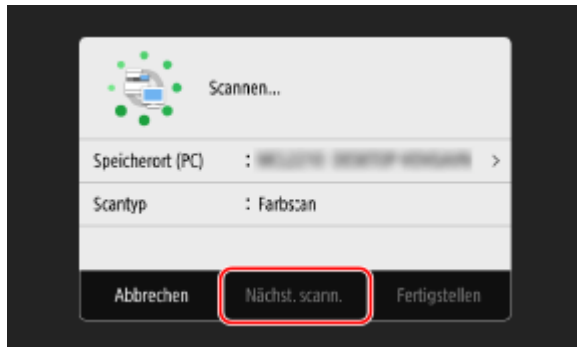 Scannen...
Speicherort (PC) :
Scantyp : Farbscan
Abbrechen Nächst. scann. Fertigstellen